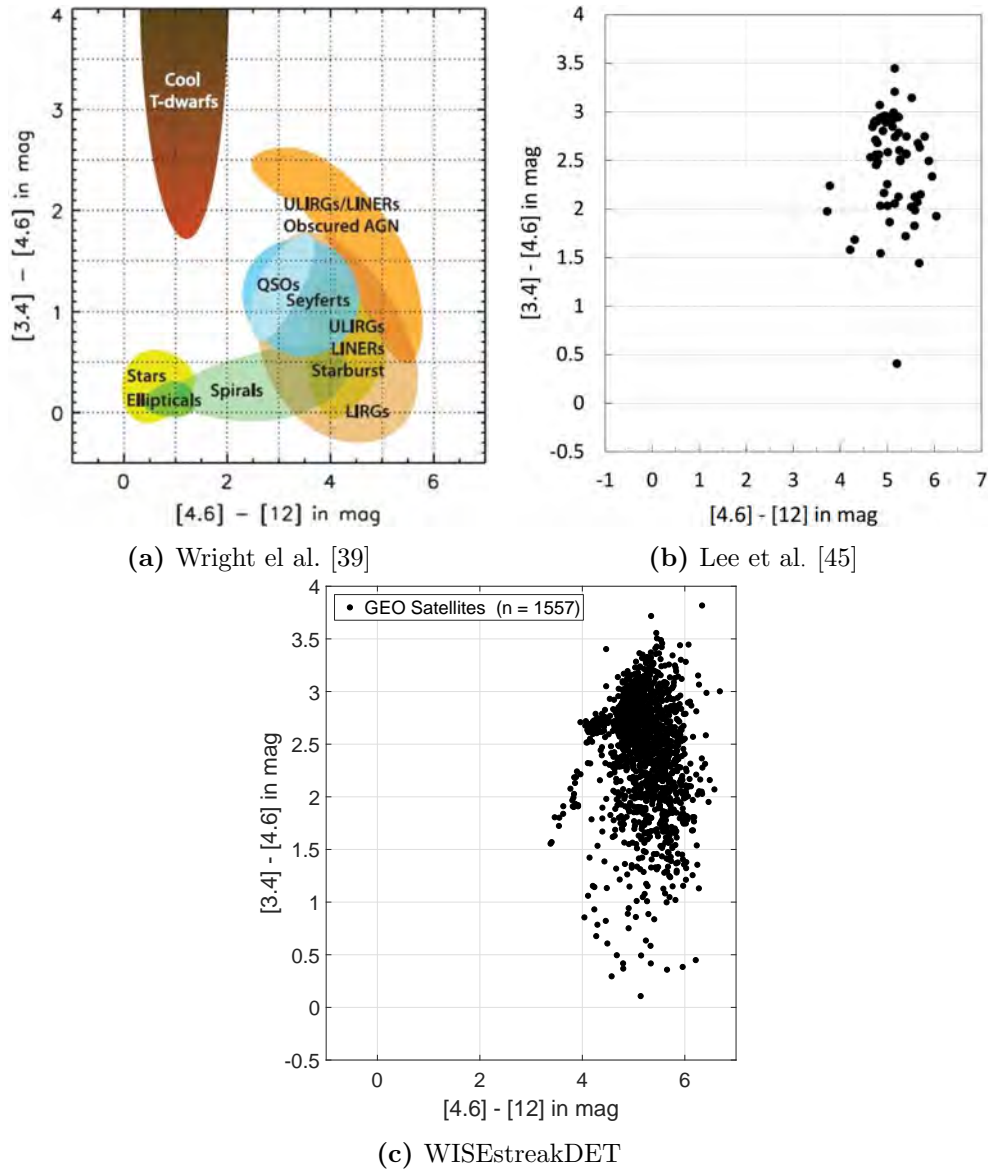 4
3
2
1
0
[3.4] − [4.6] in mag
Cool
T-dwarfs
ULIRGs/LINERs
Obscured AGN
QSOs
Seyferts
ULIRGs
LINERs
Starburst
Stars
Ellipticals
Spirals
LIRGs
0 2 4 6
[4.6] − [12] in mag
(a) Wright el al. [39]
4
3.5
3
2.5
2
1.5
1
0.5
0
-0.5
[3.4] - [4.6] in mag
-1 0 1 2 3 4 5 6 7
[4.6] - [12] in mag
(b) Lee et al. [45]
4
3.5
3
2.5
2
1.5
1
0.5
0
-0.5
[3.4] - [4.6] in mag
GEO Satellites (n = 1557)
0 2 4 6
[4.6] - [12] in mag
(c) WISEstreakDET